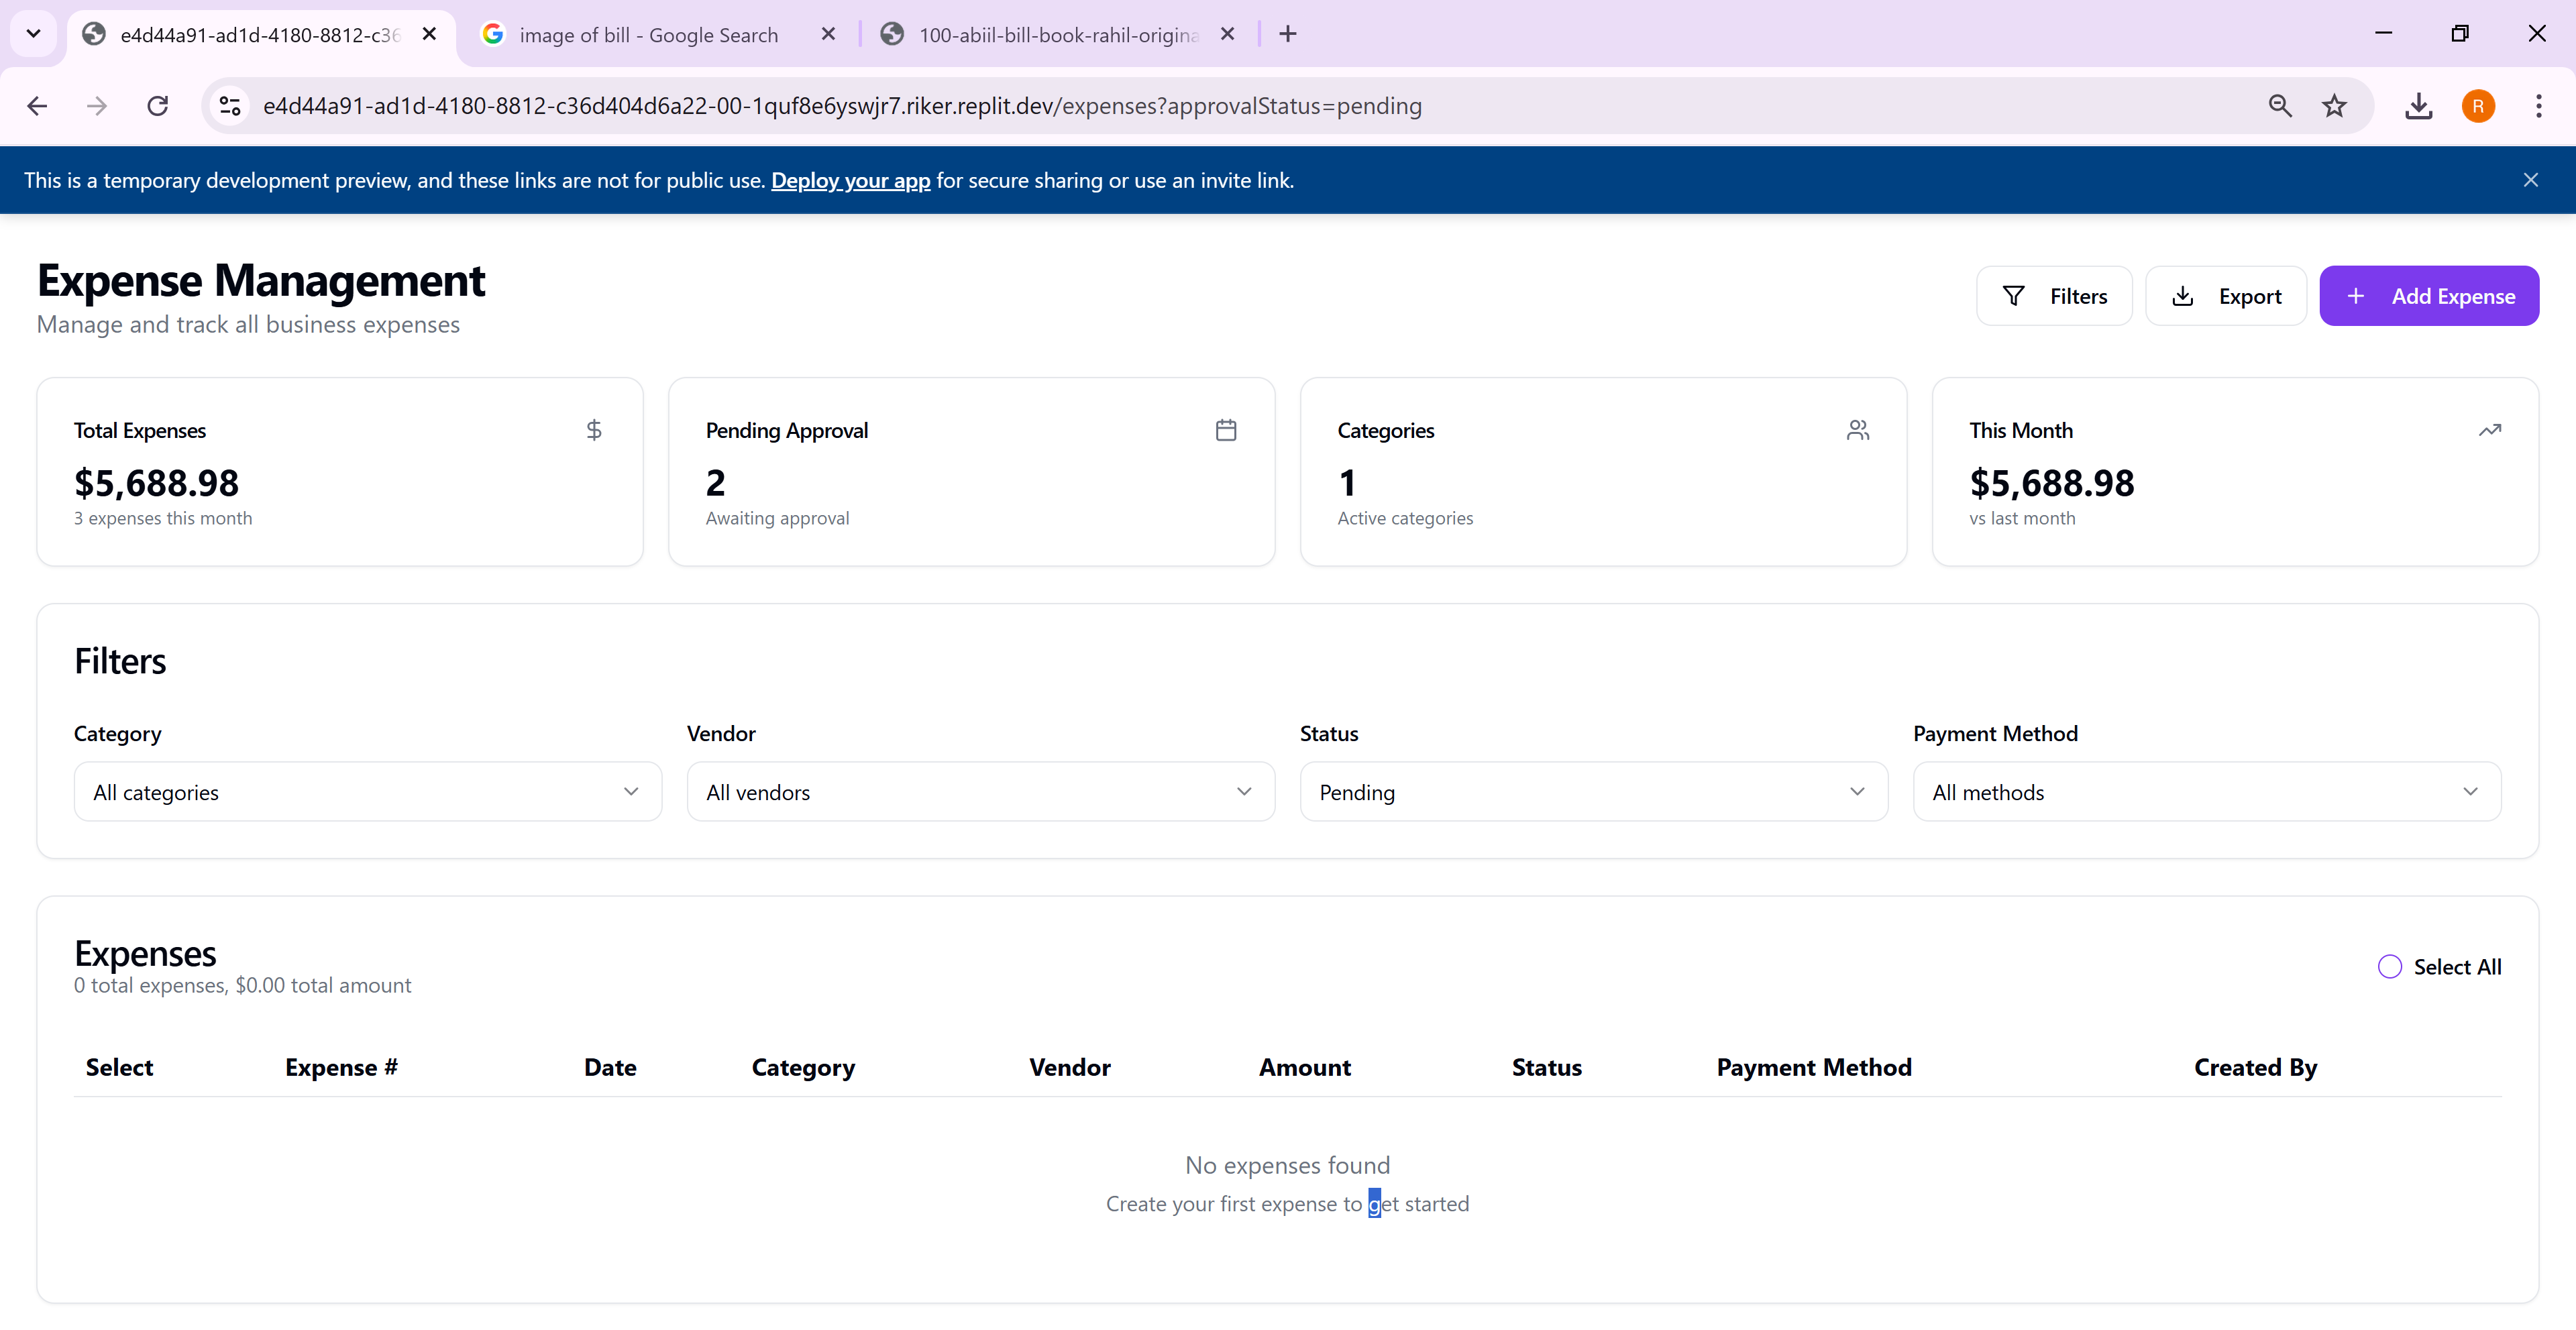 e4d44a91-ad1d-4180-8812-c36
image of bill - Google Search
100-abiil-bill-book-rahil-origina
e4d44a91-ad1d-4180-8812-c36d404d6a22-00-1quf8e6yswjr7.riker.replit.dev/expenses?approvalStatus=pending
R
This is a temporary development preview, and these links are not for public use. Deploy your app for secure sharing or use an invite link.
Expense Management
Manage and track all business expenses
Filters
Export
Add Expense
Total Expenses
$5,688.98
3 expenses this month
Pending Approval
2
Awaiting approval
Categories
1
Active categories
This Month
$5,688.98
vs last month
Filters
Category
Vendor
Status
Payment Method
All categories
All vendors
Pending
All methods
Expenses
0 total expenses, $0.00 total amount
Select All
Select Expense # Date Category Vendor Amount Status Payment Method Created By
No expenses found
Create your first expense to get started